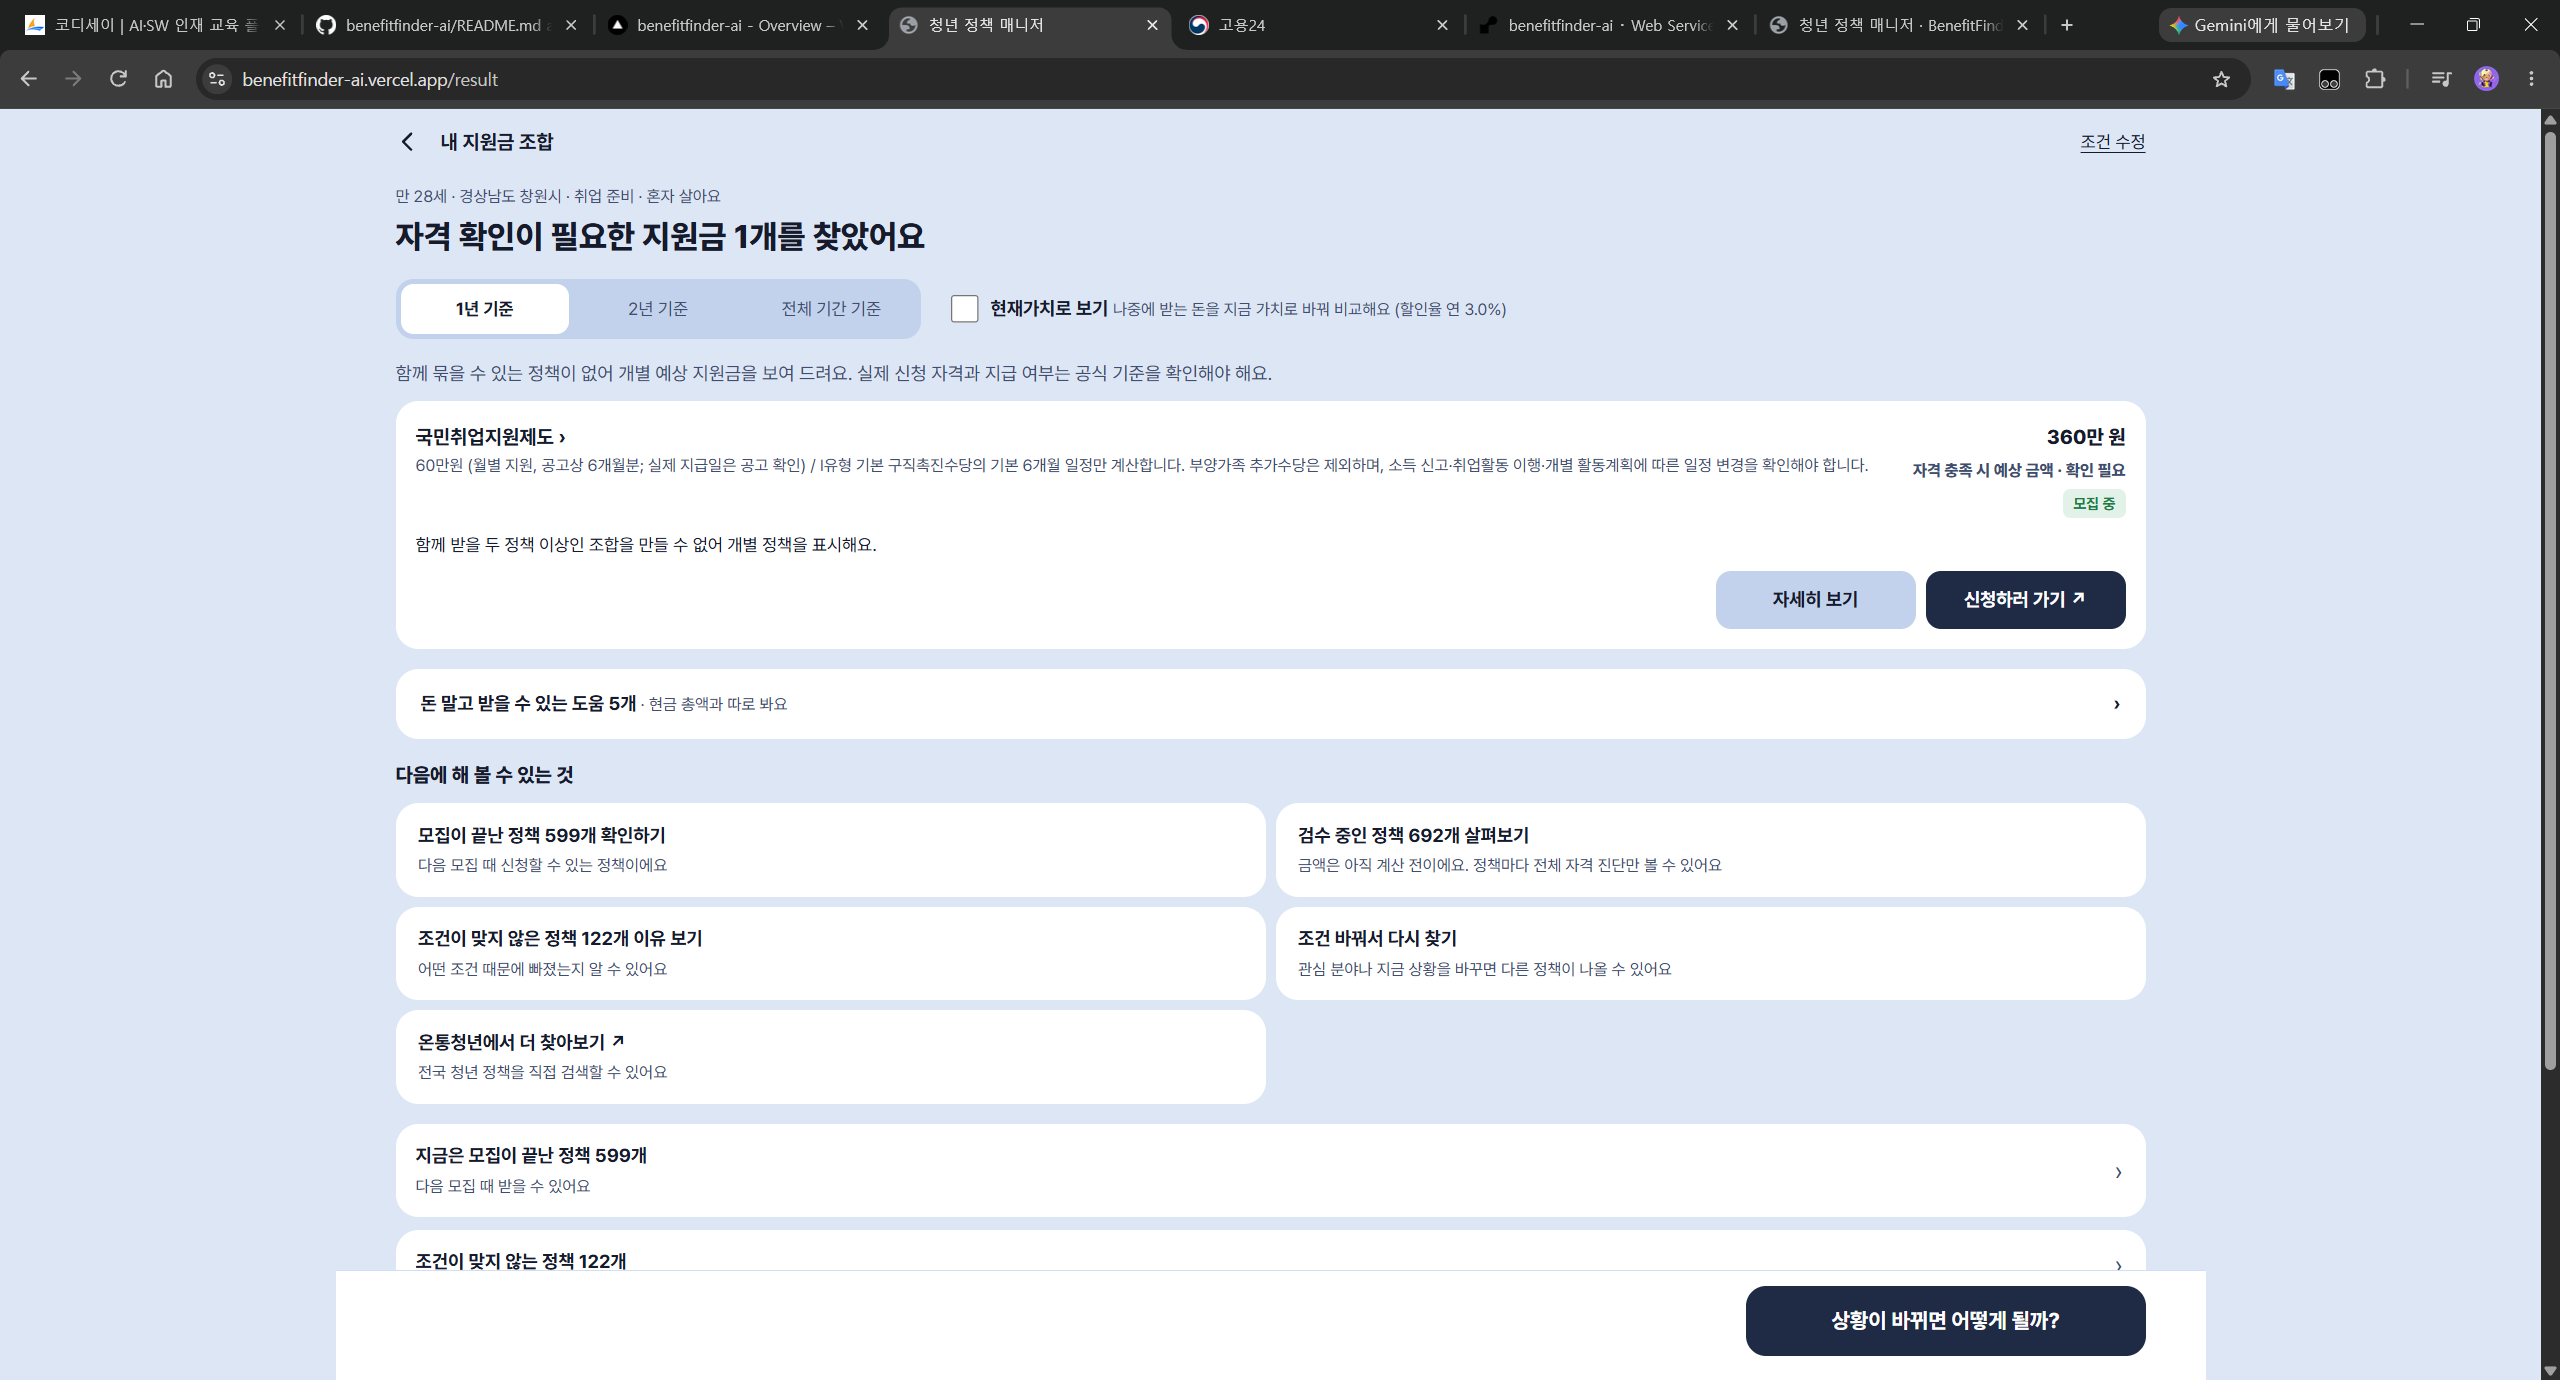 코디세이 | AI·SW 인재 교육 플
benefitfinder-ai/README.md
benefitfinder-ai - Overview –
청년 정책 매니저
고용24
benefitfinder-ai · Web Servic
청년 정책 매니저 · BenefitFind
Gemini에게 물어보기
benefitfinder-ai.vercel.app/result
내 지원금 조합
조건 수정
만 28세 · 경상남도 창원시 · 취업 준비 · 혼자 살아요
자격 확인이 필요한 지원금 1개를 찾았어요
1년 기준
2년 기준
전체 기간 기준
현재가치로 보기 나중에 받는 돈을 지금 가치로 바꿔 비교해요 (할인율 연 3.0%)
함께 묶을 수 있는 정책이 없어 개별 예상 지원금을 보여 드려요. 실제 신청 자격과 지급 여부는 공식 기준을 확인해야 해요.
국민취업지원제도 ›
360만 원
60만원 (월별 지원, 공고상 6개월분; 실제 지급일은 공고 확인) / I유형 기본 구직촉진수당의 기본 6개월 일정만 계산합니다. 부양가족 추가수당은 제외하며, 소득 신고·취업활동 이행·개별 활동계획에 따른 일정 변경을 확인해야 합니다.
자격 충족 시 예상 금액 · 확인 필요
모집 중
함께 받을 두 정책 이상인 조합을 만들 수 없어 개별 정책을 표시해요.
자세히 보기
신청하러 가기 ↗
돈 말고 받을 수 있는 도움 5개 · 현금 총액과 따로 봐요 ›
다음에 해 볼 수 있는 것
모집이 끝난 정책 599개 확인하기
다음 모집 때 신청할 수 있는 정책이에요
검수 중인 정책 692개 살펴보기
금액은 아직 계산 전이에요. 정책마다 전체 자격 진단만 볼 수 있어요
조건이 맞지 않은 정책 122개 이유 보기
어떤 조건 때문에 빠졌는지 알 수 있어요
조건 바꿔서 다시 찾기
관심 분야나 지금 상황을 바꾸면 다른 정책이 나올 수 있어요
온통청년에서 더 찾아보기 ↗
전국 청년 정책을 직접 검색할 수 있어요
지금은 모집이 끝난 정책 599개
다음 모집 때 받을 수 있어요
›
조건이 맞지 않는 정책 122개
›
상황이 바뀌면 어떻게 될까?